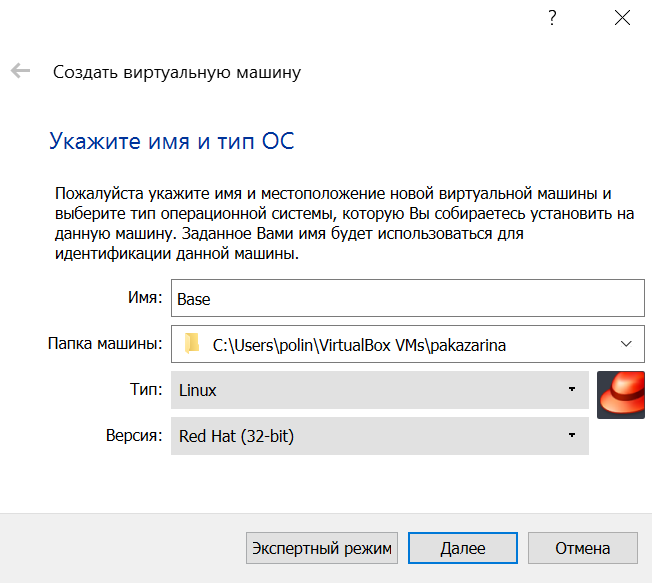 ?
Создать виртуальную машину
Укажите имя и тип ОС
Пожалуйста укажите имя и местоположение новой виртуальной машины и
выберите тип операционной системы, которую Вы собираетесь установить на
данную машину. Заданное Вами имя будет использоваться для
идентификации данной машины.
Имя: Base
Папка машины: C:\Users\polin\VirtualBox VMs\pakazarina
Тип: Linux
Версия: Red Hat (32-bit)
Экспертный режим Далее Отмена